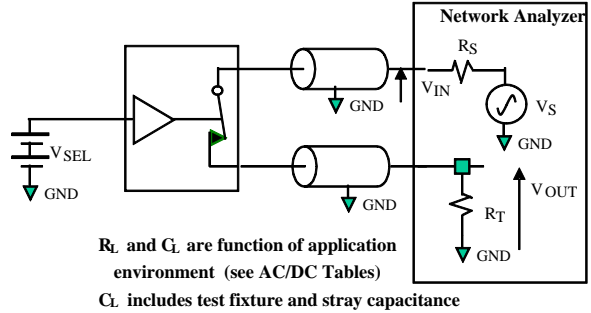 Network Analyzer
RS
GND
VIN
VS
GND
VSEL
GND
GND
RT
VOUT
GND
RL and CL are function of application
environment (see AC/DC Tables)
CL includes test fixture and stray capacitance